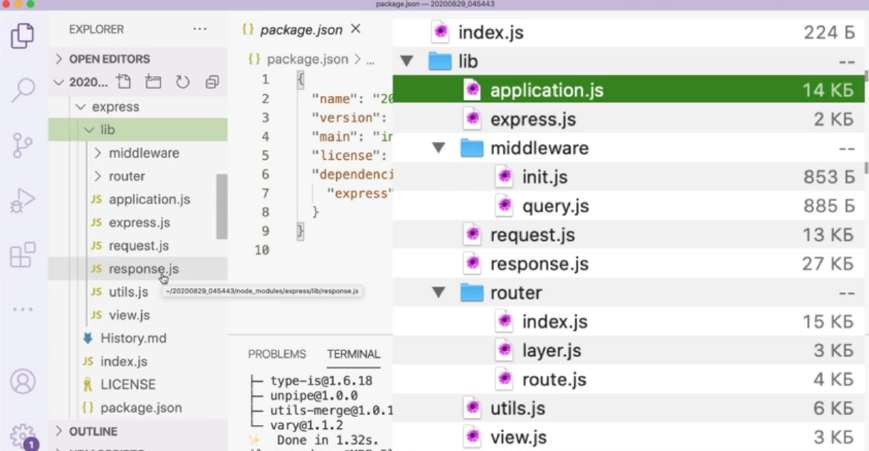 package.json — 20200829_045443
EXPLORER
OPEN EDITORS
2020...
express
lib
middleware
router
JS application.js
JS express.js
JS request.js
JS response.js
~/20200829_045443/node_modules/express/lib/response.js
JS utils.js
JS view.js
History.md
JS index.js
LICENSE
{} package.json
OUTLINE
1
{} package.json
{} package.json > ...
1 {
2 "name": "20
3 "version":
4 "main": "in
5 "license":
6 "dependenci
7 "express"
8 }
9 }
10
PROBLEMS TERMINAL
├─ type-is@1.6.18
├─ unpipe@1.0.0
├─ utils-merge@1.0.1
└─ vary@1.1.2
Done in 1.32s.
index.js 224 Б
lib --
application.js 14 КБ
express.js 2 КБ
middleware --
init.js 853 Б
query.js 885 Б
request.js 13 КБ
response.js 27 КБ
router --
index.js 15 КБ
layer.js 3 КБ
route.js 4 КБ
utils.js 6 КБ
view.js 3 КБ